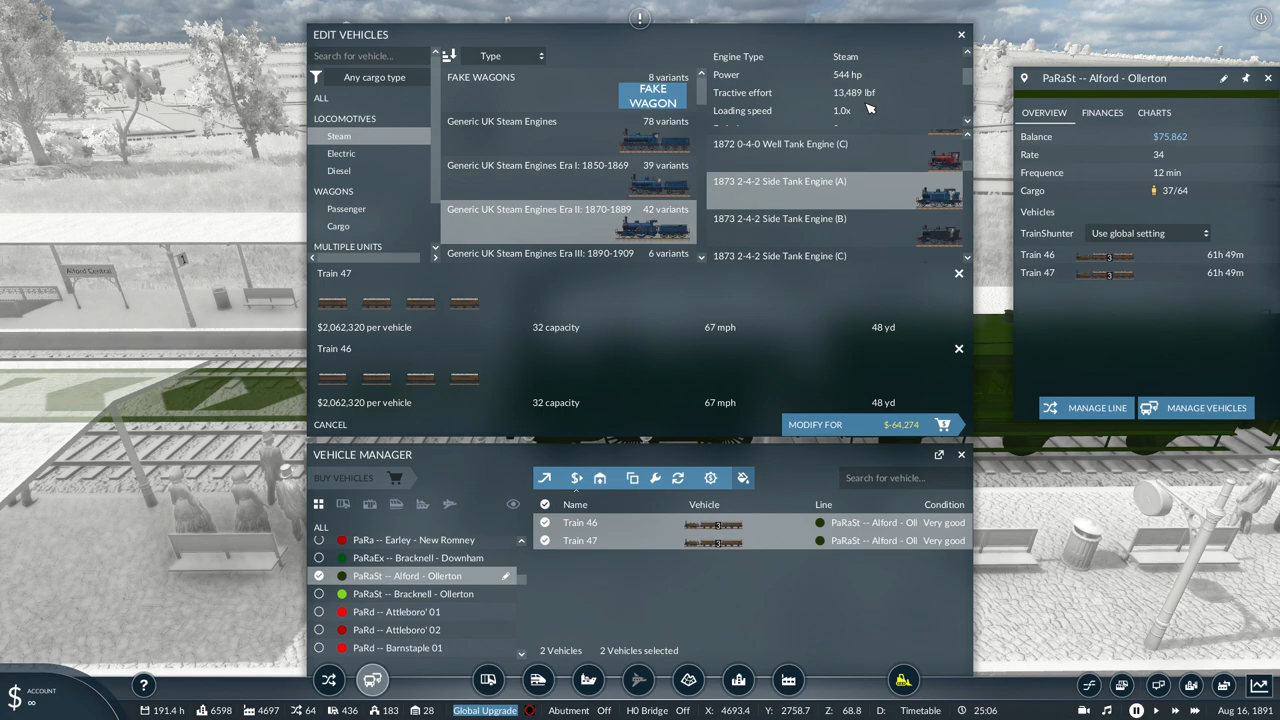 EDIT VEHICLES
Search for vehicle...
Type
Any cargo type
ALL
LOCOMOTIVES
Steam
Electric
Diesel
WAGONS
Passenger
Cargo
MULTIPLE UNITS
FAKE WAGONS 8 variants
FAKE
WAGON
Generic UK Steam Engines 78 variants
Generic UK Steam Engines Era I: 1850-1869 39 variants
Generic UK Steam Engines Era II: 1870-1889 42 variants
Generic UK Steam Engines Era III: 1890-1909 6 variants
Engine Type Steam
Power 544 hp
Tractive effort 13,489 lbf
Loading speed 1.0x
1872 0-4-0 Well Tank Engine (C)
1873 2-4-2 Side Tank Engine (A)
1873 2-4-2 Side Tank Engine (B)
1873 2-4-2 Side Tank Engine (C)
Train 47
$2,062,320 per vehicle 32 capacity 67 mph 48 yd
Train 46
$2,062,320 per vehicle 32 capacity 67 mph 48 yd
CANCEL
MODIFY FOR $-64,274
VEHICLE MANAGER
BUY VEHICLES
Search for vehicle...
ALL
PaRa -- Earley - New Romney
PaRaEx -- Bracknell - Downham
PaRaSt -- Alford - Ollerton
PaRaSt -- Bracknell - Ollerton
PaRd -- Attleboro' 01
PaRd -- Attleboro' 02
PaRd -- Barnstaple 01
Name Vehicle Line Condition
Train 46 3 PaRaSt -- Alford - Oll Very good
Train 47 3 PaRaSt -- Alford - Oll Very good
2 Vehicles 2 Vehicles selected
PaRaSt -- Alford - Ollerton
OVERVIEW FINANCES CHARTS
Balance $75,862
Rate 34
Frequence 12 min
Cargo 37/64
Vehicles
TrainShunter Use global setting
Train 46 3 61h 49m
Train 47 3 61h 49m
MANAGE LINE MANAGE VEHICLES
Alford Central
1
$ ACCOUNT
∞
?
191.4 h 6598 4697 64 436 183 28 Global Upgrade Abutment Off H0 Bridge Off X: 4693.4 Y: 2758.7 Z: 68.8 D: Timetable 25:06 Aug 16, 1891